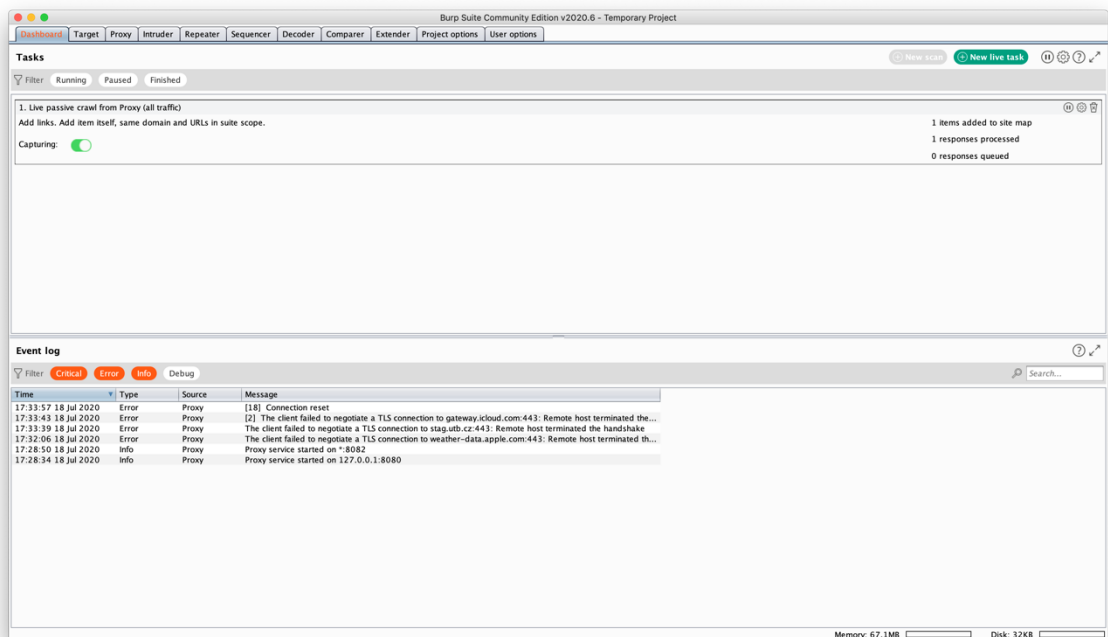 Burp Suite Community Edition v2020.6 - Temporary Project
Dashboard Target Proxy Intruder Repeater Sequencer Decoder Comparer Extender Project options User options
Tasks
New scan New live task
Filter Running Paused Finished
1. Live passive crawl from Proxy (all traffic)
Add links. Add item itself, same domain and URLs in suite scope.
1 items added to site map
Capturing:
1 responses processed
0 responses queued
Event log
Filter Critical Error Info Debug Search...
Time Type Source Message
17:33:57 18 Jul 2020 Error Proxy [18] Connection reset
17:33:43 18 Jul 2020 Error Proxy [2] The client failed to negotiate a TLS connection to gateway.icloud.com:443: Remote host terminated the...
17:33:39 18 Jul 2020 Error Proxy The client failed to negotiate a TLS connection to stag.utb.cz:443: Remote host terminated the handshake
17:32:06 18 Jul 2020 Error Proxy The client failed to negotiate a TLS connection to weather-data.apple.com:443: Remote host terminated th...
17:28:50 18 Jul 2020 Info Proxy Proxy service started on *:8082
17:28:34 18 Jul 2020 Info Proxy Proxy service started on 127.0.0.1:8080
Memory: 67.1MB Disk: 32KB